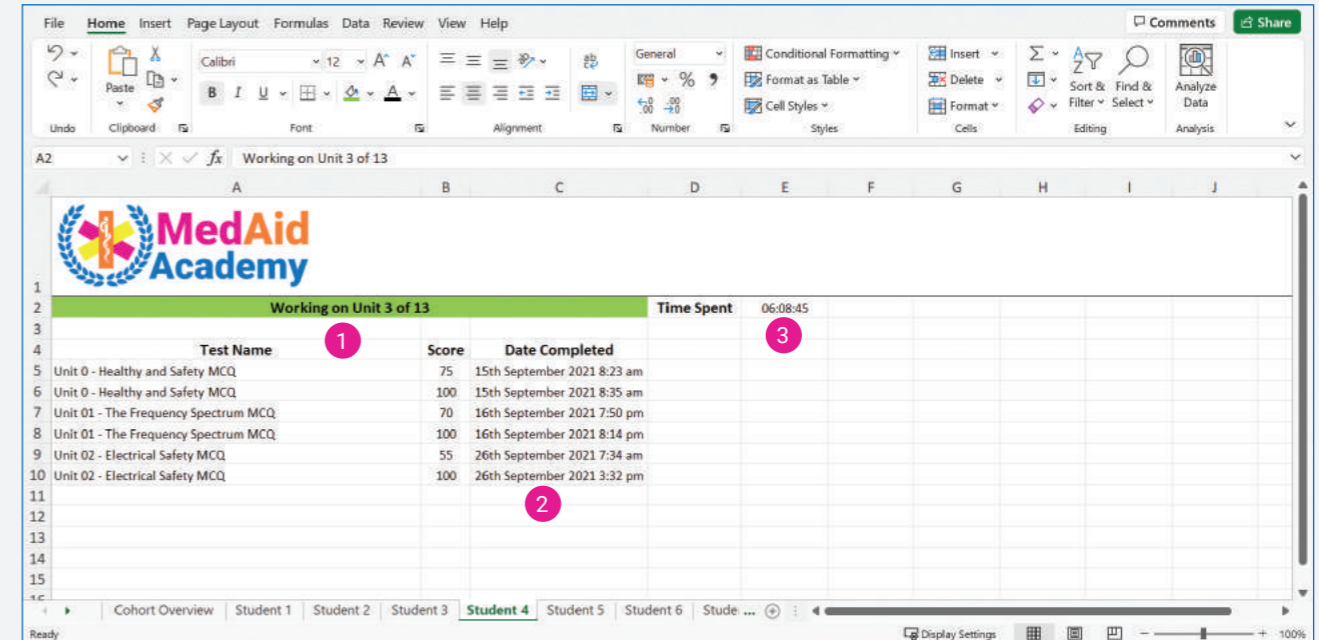 File Home Insert Page Layout Formulas Data Review View Help Comments Share
Calibri 12 A^ A˅ General Conditional Formatting Insert Σ
Paste B I U A % Format as Table Delete Sort & Filter Find & Select Analyze Data
Cell Styles Format
Undo Clipboard Font Alignment Number Styles Cells Editing Analysis
A2 fx Working on Unit 3 of 13
A B C D E F G H I J
MedAid
Academy
1
2 Working on Unit 3 of 13 Time Spent 06:08:45
3 1 3
4 Test Name Score Date Completed
5 Unit 0 - Healthy and Safety MCQ 75 15th September 2021 8:23 am
6 Unit 0 - Healthy and Safety MCQ 100 15th September 2021 8:35 am
7 Unit 01 - The Frequency Spectrum MCQ 70 16th September 2021 7:50 pm
8 Unit 01 - The Frequency Spectrum MCQ 100 16th September 2021 8:14 pm
9 Unit 02 - Electrical Safety MCQ 55 26th September 2021 7:34 am
10 Unit 02 - Electrical Safety MCQ 100 26th September 2021 3:32 pm
11 2
12
13
14
15
Cohort Overview Student 1 Student 2 Student 3 Student 4 Student 5 Student 6 Stude ...
Ready Display Settings 100%